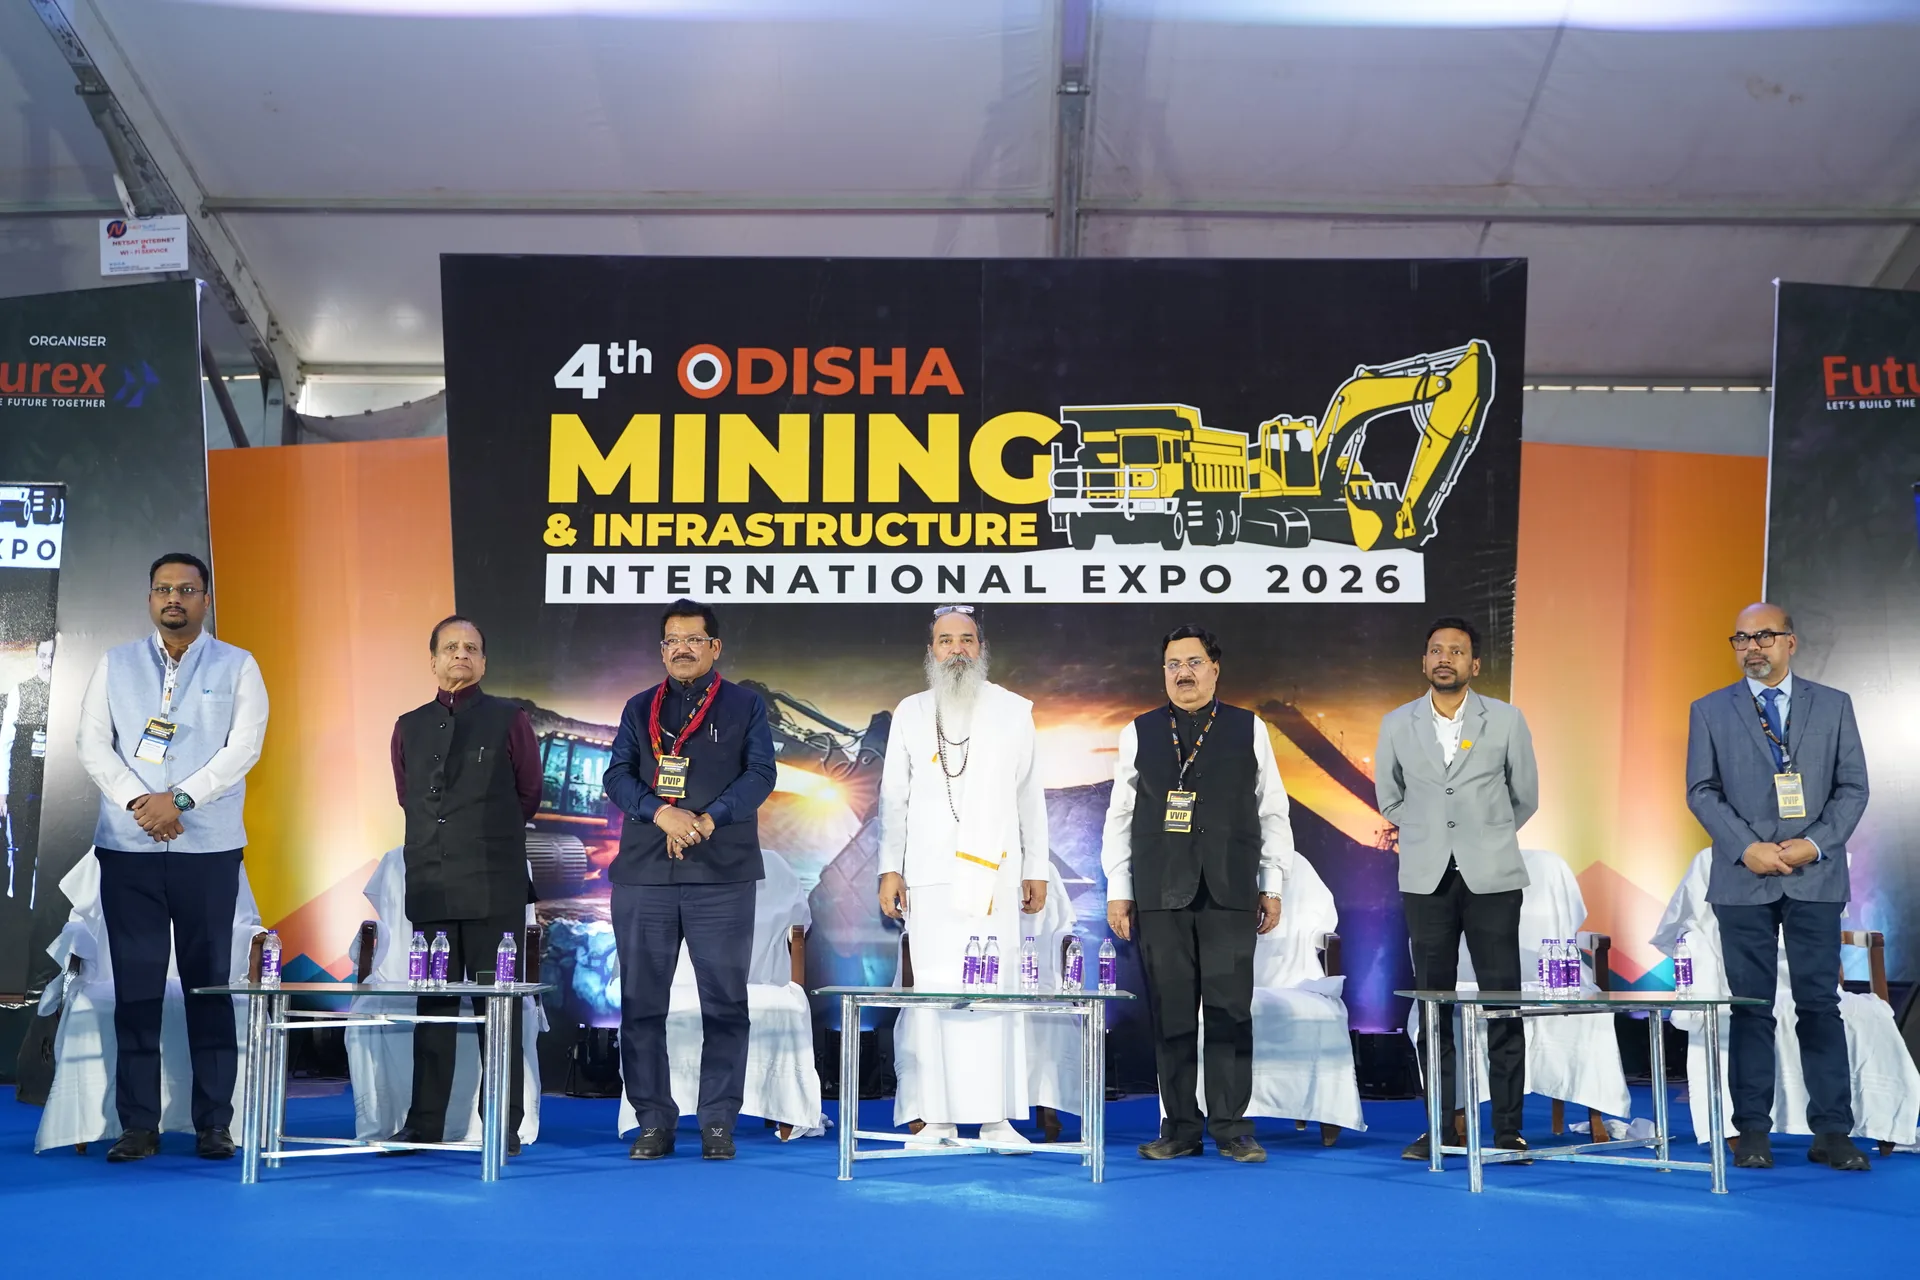 NETSAT INTERNET
&
WI - FI SERVICE
ORGANISER
urex
E FUTURE TOGETHER
XPO
4th ODISHA
MINING
& INFRASTRUCTURE
INTERNATIONAL EXPO 2026
Futu
LET'S BUILD THE
VVIP
VVIP
VVIP